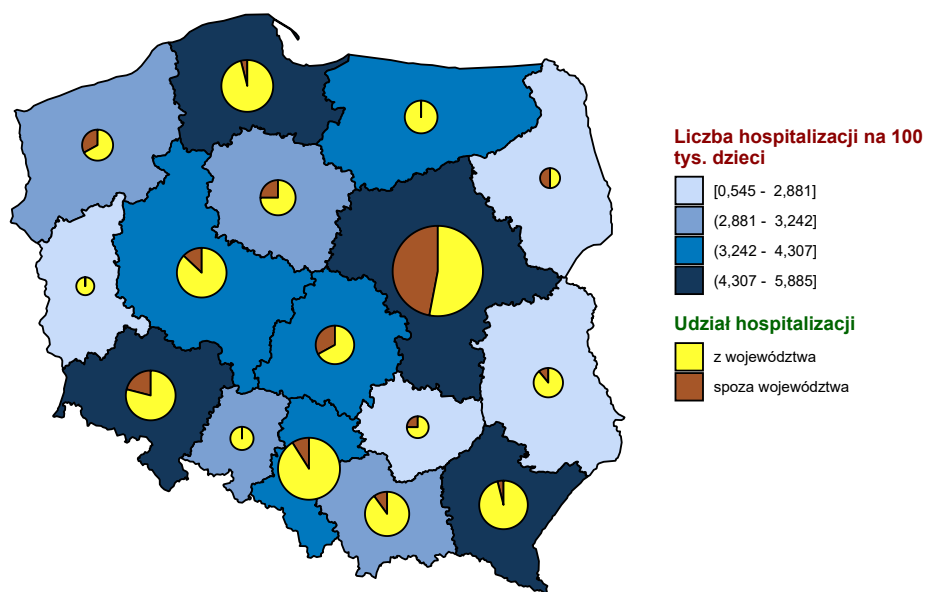 Liczba hospitalizacji na 100
tys. dzieci
[0,545 - 2,881]
(2,881 - 3,242]
(3,242 - 4,307]
(4,307 - 5,885]
Udział hospitalizacji
z województwa
spoza województwa